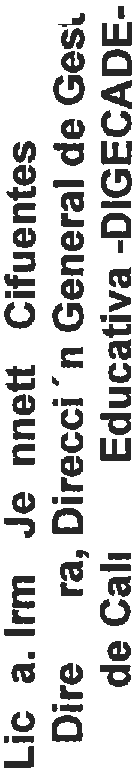 Lic a. Irm Je nnett Cifuentes
Dire ra, Direcci´n General de Gest
de Cali Educativa -DIGECADE-